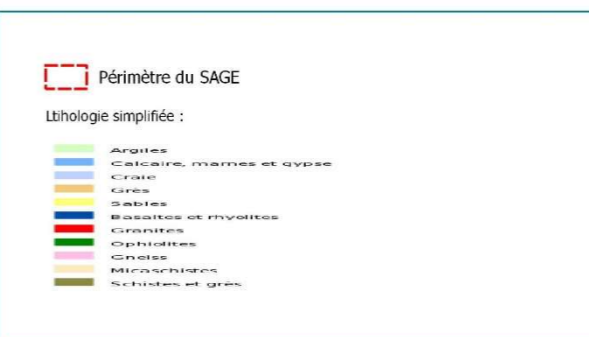 Périmètre du SAGE
Ltihologie simplifiée :
Argiles
Calcaire, marnes et gypse
Craie
Grès
Sables
Basaltes et rhyolites
Granites
Ophiolites
Gneiss
Micaschistes
Schistes et grès